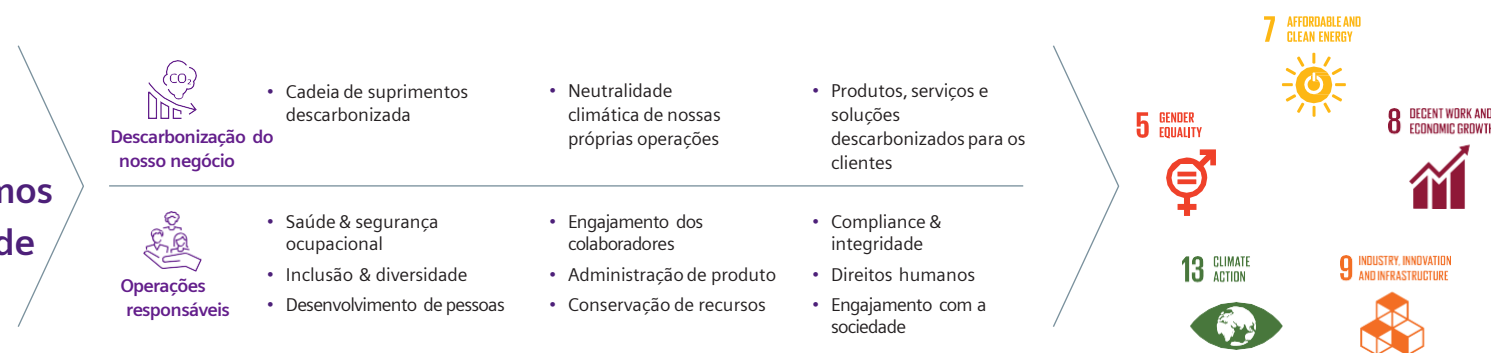 mos
de
CO2
Descarbonização do
nosso negócio
• Cadeia de suprimentos
descarbonizada
• Neutralidade
climática de nossas
próprias operações
• Produtos, serviços e
soluções
descarbonizados para os
clientes
Operações
responsáveis
• Saúde & segurança
ocupacional
• Inclusão & diversidade
• Desenvolvimento de pessoas
• Engajamento dos
colaboradores
• Administração de produto
• Conservação de recursos
• Compliance &
integridade
• Direitos humanos
• Engajamento com a
sociedade
7 AFFORDABLE AND
CLEAN ENERGY
5 GENDER
EQUALITY
8 DECENT WORK AND
ECONOMIC GROWTH
13 CLIMATE
ACTION
9 INDUSTRY, INNOVATION
AND INFRASTRUCTURE